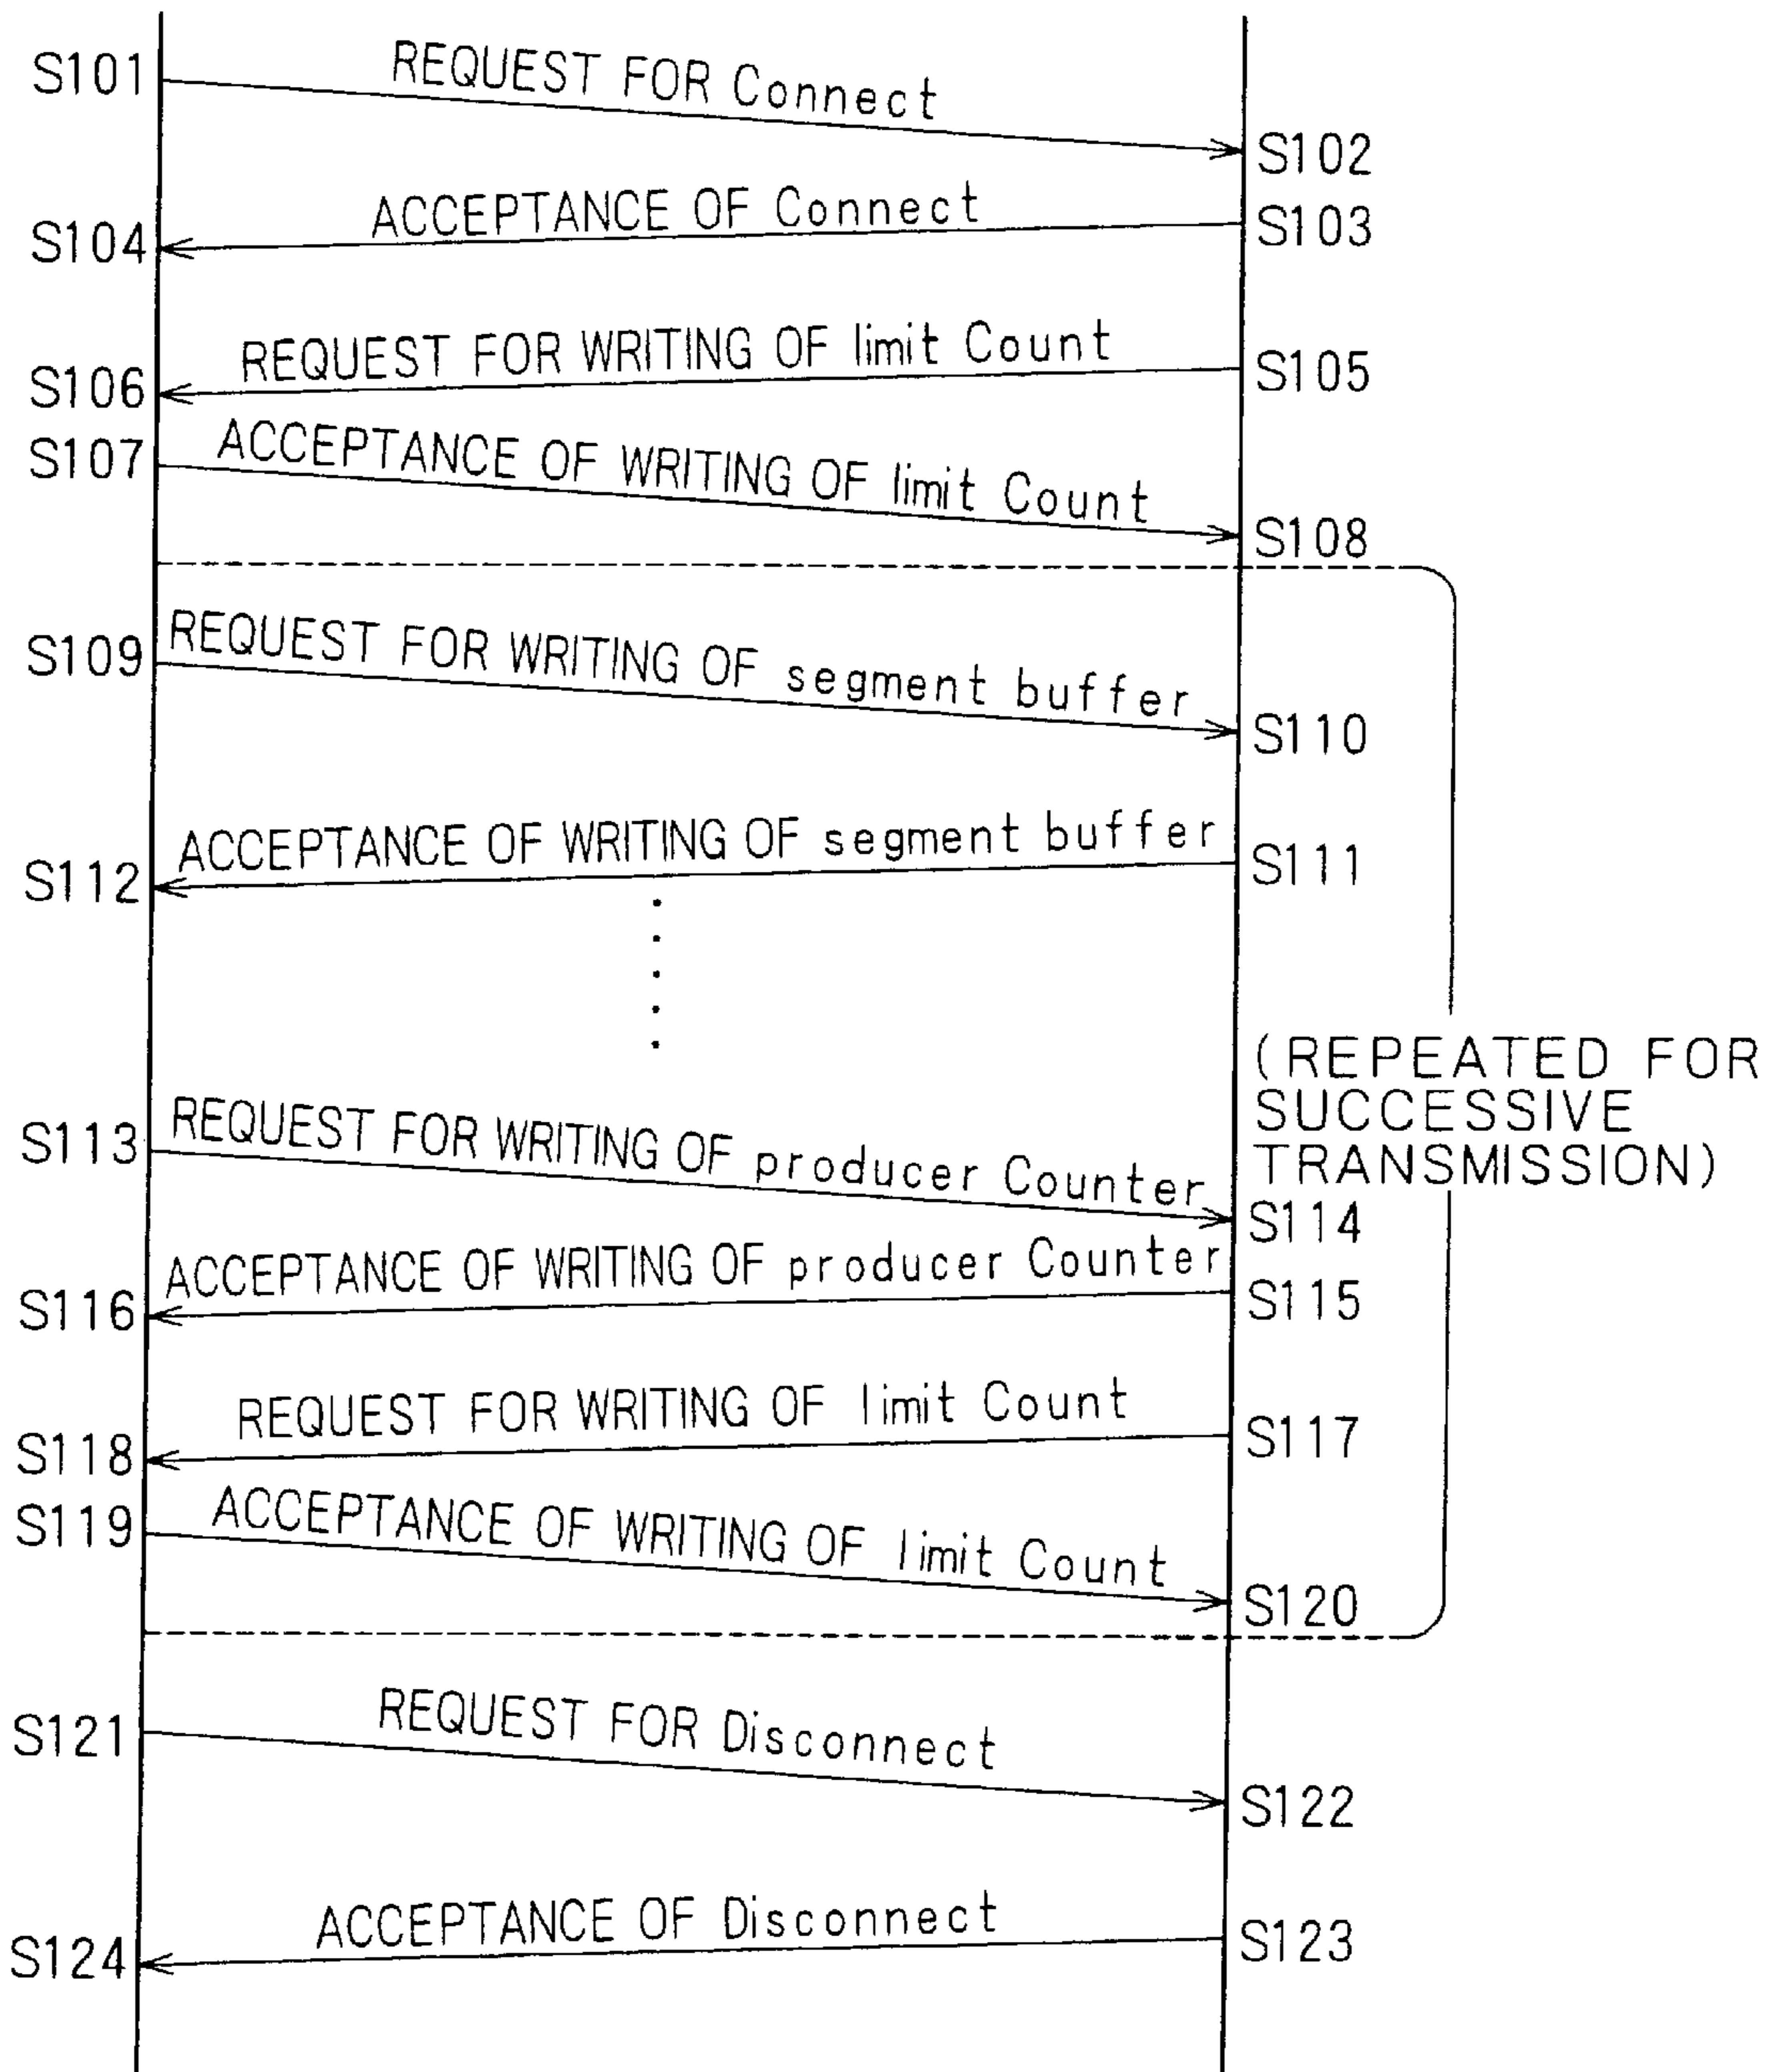 S101
REQUEST FOR Connect
S102
ACCEPTANCE OF Connect
S103
S104
REQUEST FOR WRITING OF limit Count
S105
S106
S107
ACCEPTANCE OF WRITING OF limit Count
S108
S109
REQUEST FOR WRITING OF segment buffer
S110
ACCEPTANCE OF WRITING OF segment buffer
S111
S112
(REPEATED FOR
SUCCESSIVE
TRANSMISSION)
S113
REQUEST FOR WRITING OF producer Counter
S114
ACCEPTANCE OF WRITING OF producer Counter
S115
S116
REQUEST FOR WRITING OF limit Count
S117
S118
S119
ACCEPTANCE OF WRITING OF limit Count
S120
S121
REQUEST FOR Disconnect
S122
ACCEPTANCE OF Disconnect
S123
S124